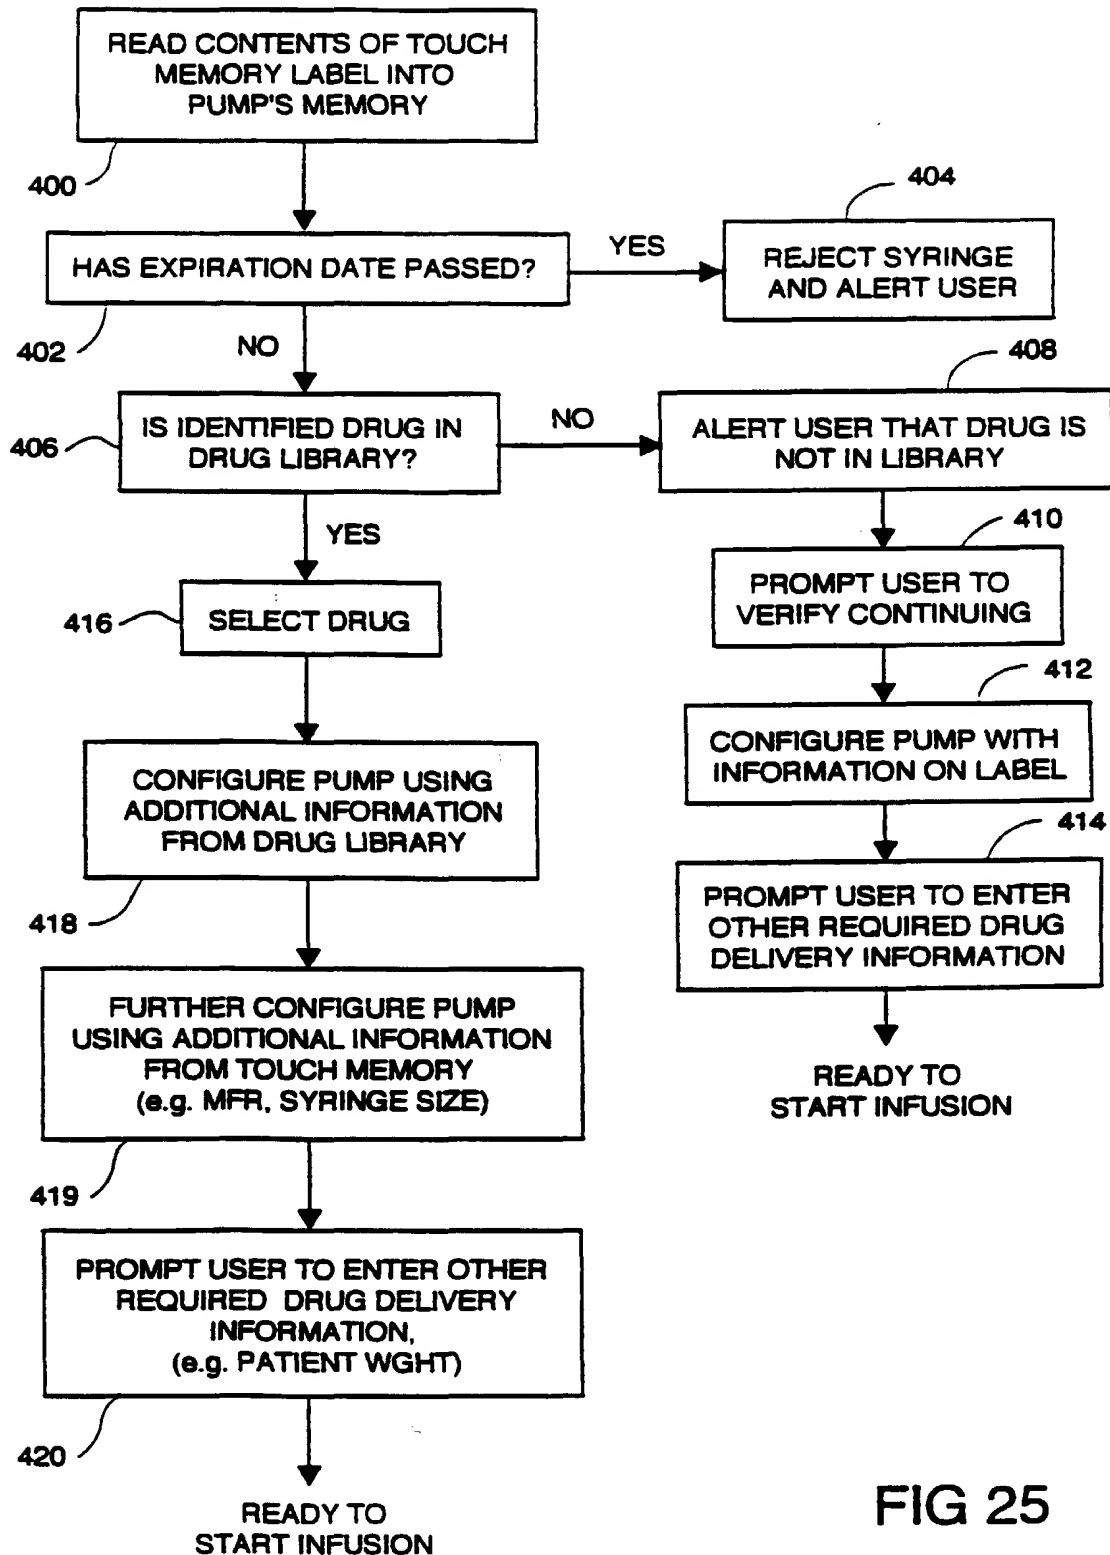 READ CONTENTS OF TOUCH
MEMORY LABEL INTO
PUMP'S MEMORY
400
404
HAS EXPIRATION DATE PASSED?
YES
REJECT SYRINGE
AND ALERT USER
402
NO
408
406
IS IDENTIFIED DRUG IN
DRUG LIBRARY?
NO
ALERT USER THAT DRUG IS
NOT IN LIBRARY
YES
410
PROMPT USER TO
VERIFY CONTINUING
416
SELECT DRUG
412
CONFIGURE PUMP WITH
INFORMATION ON LABEL
CONFIGURE PUMP USING
ADDITIONAL INFORMATION
FROM DRUG LIBRARY
414
418
PROMPT USER TO ENTER
OTHER REQUIRED DRUG
DELIVERY INFORMATION
FURTHER CONFIGURE PUMP
USING ADDITIONAL INFORMATION
FROM TOUCH MEMORY
(e.g. MFR, SYRINGE SIZE)
READY TO
START INFUSION
419
PROMPT USER TO ENTER OTHER
REQUIRED DRUG DELIVERY
INFORMATION,
(e.g. PATIENT WGHT)
420
READY TO
START INFUSION
FIG 25